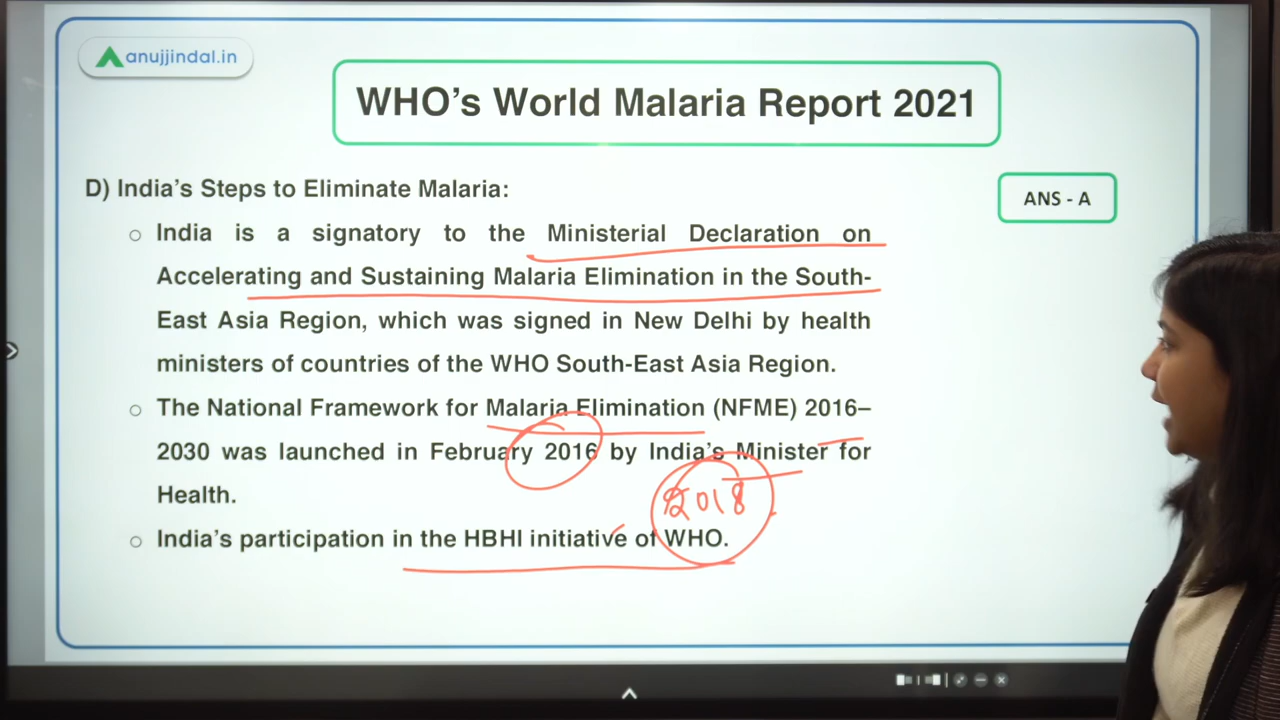 anujjindal.in
WHO's World Malaria Report 2021
D) India's Steps to Eliminate Malaria:
ANS - A
India is a signatory to the Ministerial Declaration on
Accelerating and Sustaining Malaria Elimination in the South-
East Asia Region, which was signed in New Delhi by health
ministers of countries of the WHO South-East Asia Region.
The National Framework for Malaria Elimination (NFME) 2016–
2030 was launched in February 2016 by India's Minister for
Health.
2018
India's participation in the HBHI initiative of WHO.